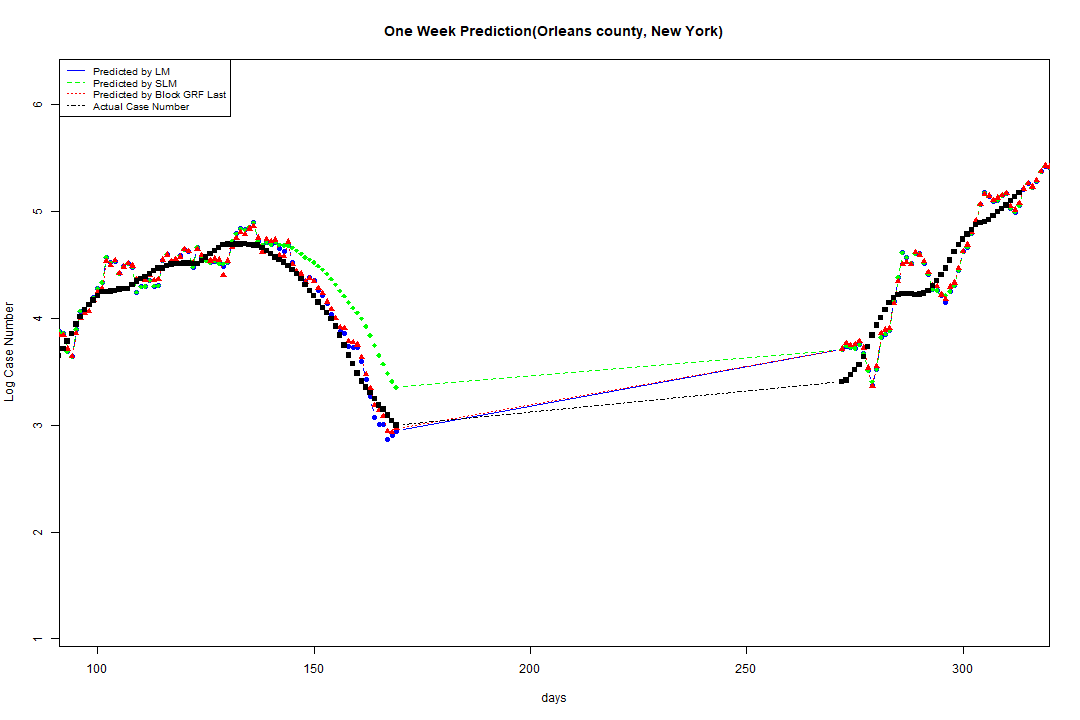 One Week Prediction(Orleans county, New York)
Predicted by LM
Predicted by SLM
Predicted by Block GRF Last
Actual Case Number
Log Case Number
6
5
4
3
2
1
100 150 200 250 300
days